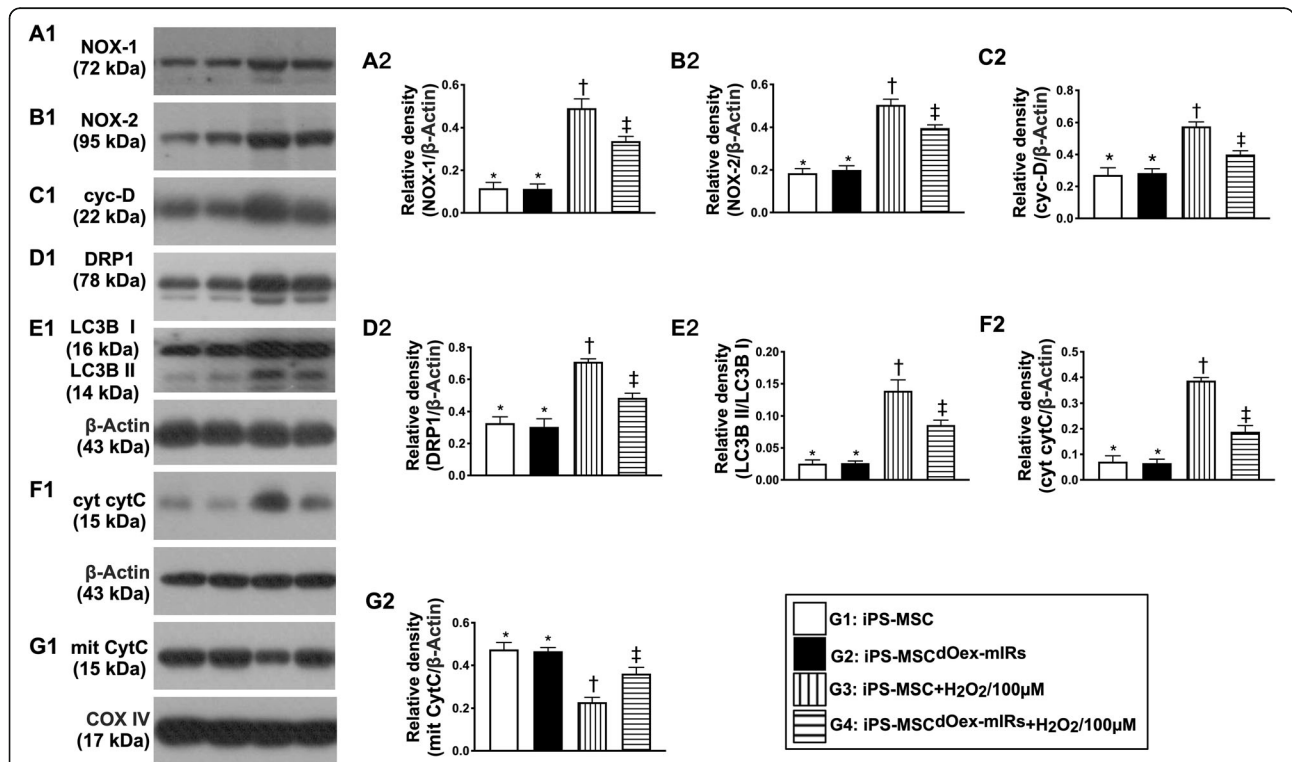 A1
NOX-1
(72 kDa)
B1
NOX-2
(95 kDa)
C1
cyc-D
(22 kDa)
D1
DRP1
(78 kDa)
E1
LC3B I
(16 kDa)
LC3B II
(14 kDa)
β-Actin
(43 kDa)
F1
cyt cytC
(15 kDa)
β-Actin
(43 kDa)
G1
mit CytC
(15 kDa)
COX IV
(17 kDa)
A2
Relative density
(NOX-1/β-Actin)
0.6
0.4
0.2
0.0
* * † ‡
B2
Relative density
(NOX-2/β-Actin)
0.6
0.4
0.2
0.0
* * † ‡
C2
Relative density
(cyc-D/β-Actin)
0.8
0.6
0.4
0.2
0.0
* * † ‡
D2
Relative density
(DRP1/β-Actin)
0.8
0.6
0.4
0.2
0.0
* * † ‡
E2
Relative density
(LC3B II/LC3B I)
0.20
0.15
0.10
0.05
0.00
* * † ‡
F2
Relative density
(cyt cytC/β-Actin)
0.5
0.4
0.3
0.2
0.1
0.0
* * † ‡
G2
Relative density
(mit CytC/β-Actin)
0.6
0.4
0.2
0.0
* * † ‡
G1: iPS-MSC
G2: iPS-MSCdOex-mIRs
G3: iPS-MSC+H2O2/100μM
G4: iPS-MSCdOex-mIRs+H2O2/100μM